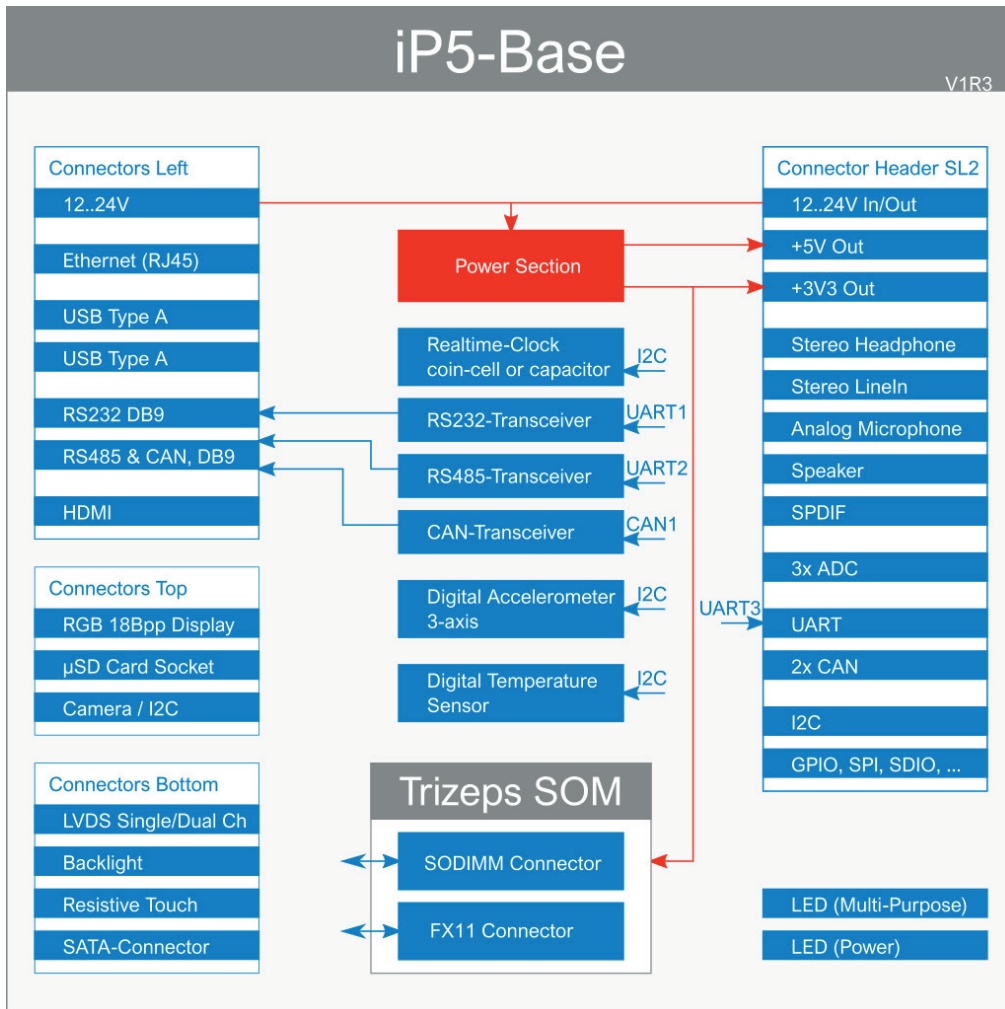 iP5-Base
V1R3
Connectors Left
12..24V
Ethernet (RJ45)
USB Type A
USB Type A
RS232 DB9
RS485 & CAN, DB9
HDMI
Connectors Top
RGB 18Bpp Display
µSD Card Socket
Camera / I2C
Connectors Bottom
LVDS Single/Dual Ch
Backlight
Resistive Touch
SATA-Connector
Power Section
Realtime-Clock
coin-cell or capacitor
I2C
RS232-Transceiver
UART1
RS485-Transceiver
UART2
CAN-Transceiver
CAN1
Digital Accelerometer
3-axis
I2C
Digital Temperature
Sensor
I2C
Trizeps SOM
SODIMM Connector
FX11 Connector
Connector Header SL2
12..24V In/Out
+5V Out
+3V3 Out
Stereo Headphone
Stereo LineIn
Analog Microphone
Speaker
SPDIF
3x ADC
UART3
UART
2x CAN
I2C
GPIO, SPI, SDIO, ...
LED (Multi-Purpose)
LED (Power)